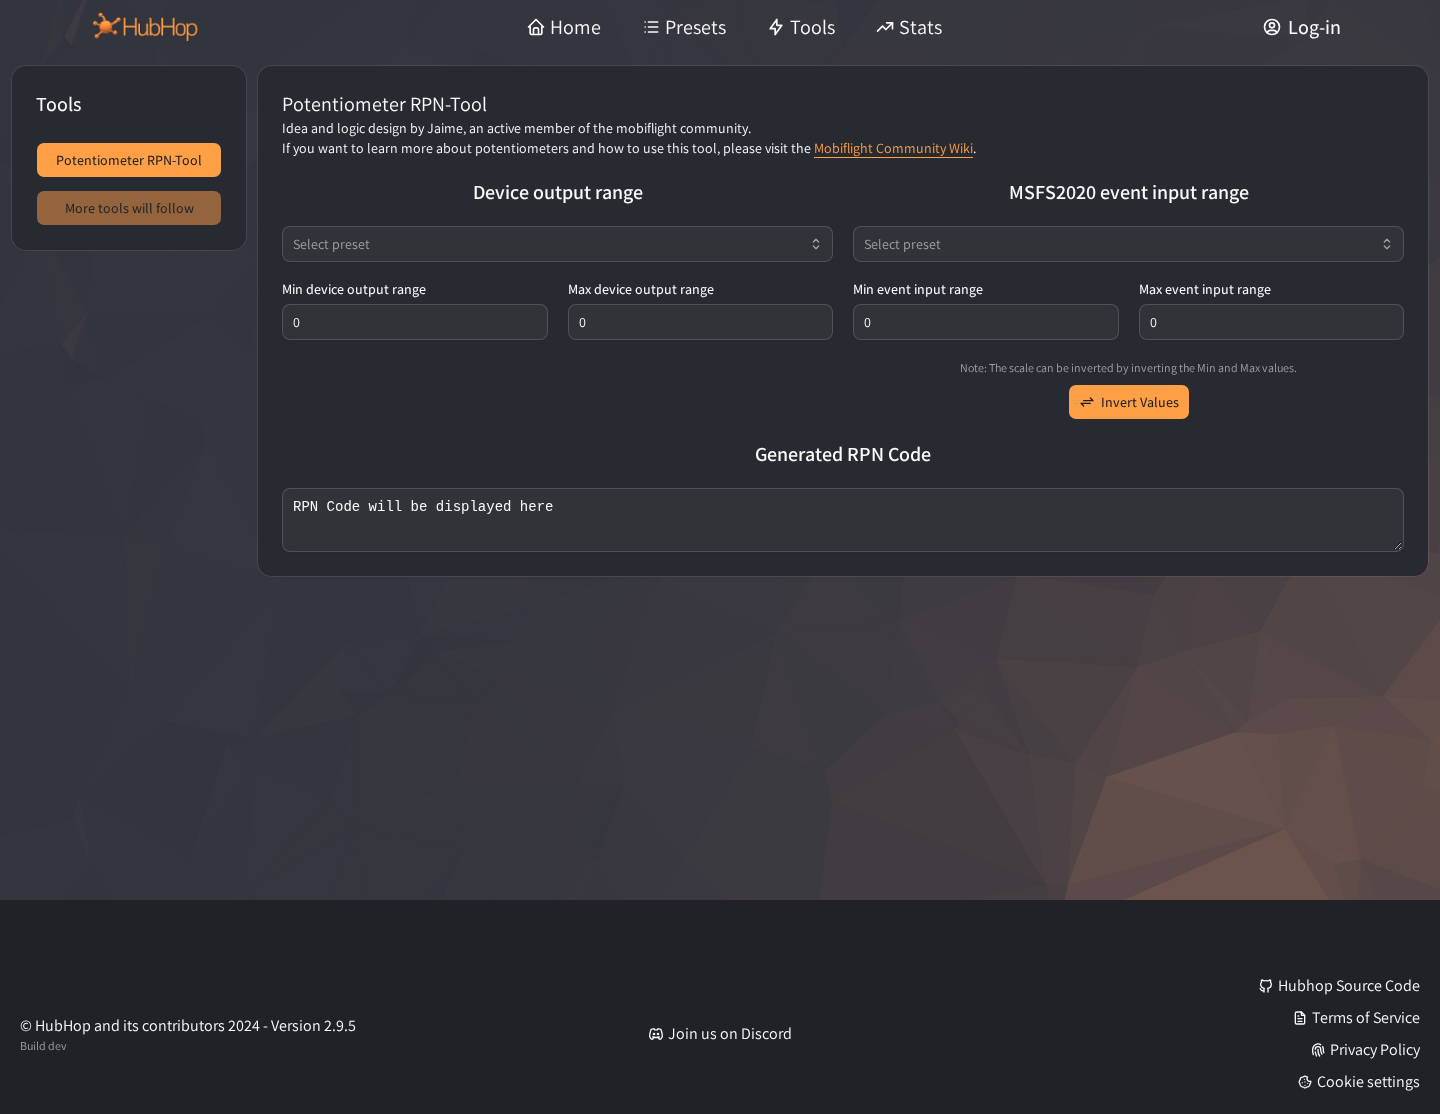 HubHop
Home
Presets
Tools
Stats
Log-in
Tools
Potentiometer RPN-Tool
More tools will follow
Potentiometer RPN-Tool
Idea and logic design by Jaime, an active member of the mobiflight community.
If you want to learn more about potentiometers and how to use this tool, please visit the Mobiflight Community Wiki.
Device output range
Select preset
Min device output range
Max device output range
0
0
MSFS2020 event input range
Select preset
Min event input range
Max event input range
0
0
Note: The scale can be inverted by inverting the Min and Max values.
Invert Values
Generated RPN Code
RPN Code will be displayed here
© HubHop and its contributors 2024 - Version 2.9.5
Build dev
Join us on Discord
Hubhop Source Code
Terms of Service
Privacy Policy
Cookie settings